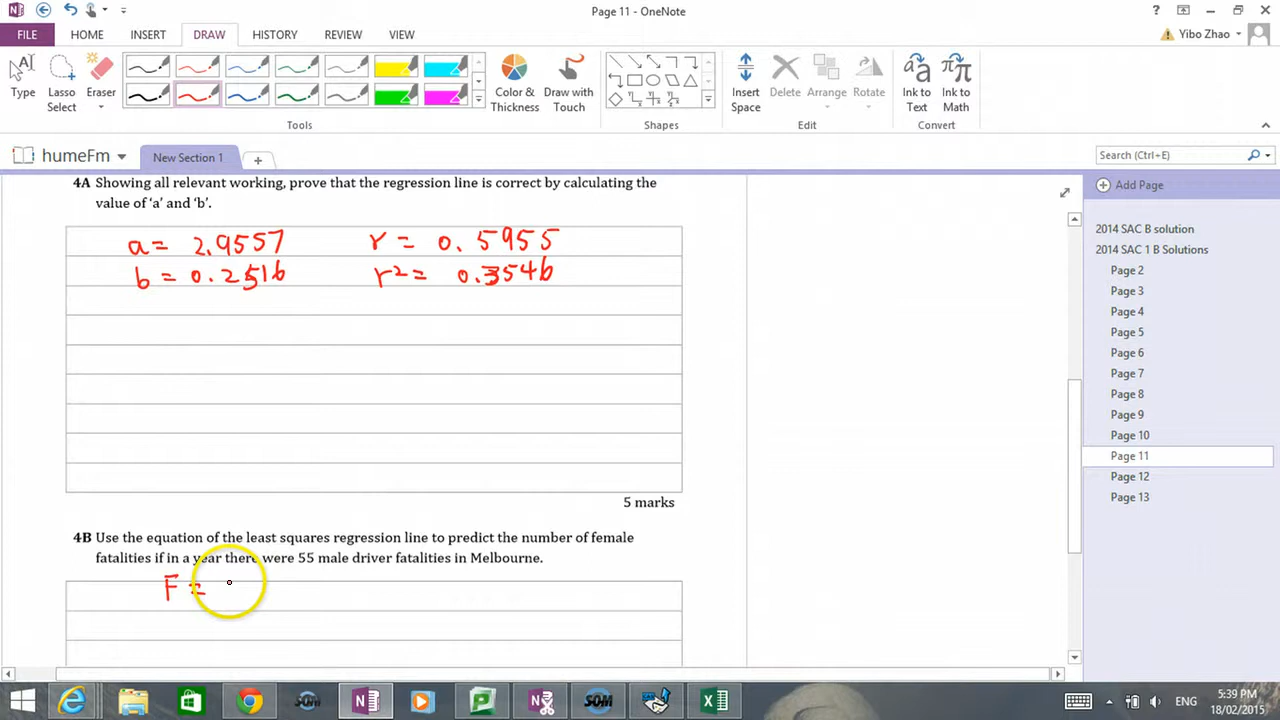 Page 11 - OneNote
? 
Yibo Zhao
FILE HOME INSERT DRAW HISTORY REVIEW VIEW
Type
Lasso Select
Eraser
Color & Thickness
Draw with Touch
Insert Space
Delete
Arrange
Rotate
Ink to Text
Ink to Math
Tools
Shapes
Edit
Convert
humeFm
New Section 1
+
Search (Ctrl+E)
Add Page
2014 SAC B solution
2014 SAC 1 B Solutions
Page 2
Page 3
Page 4
Page 5
Page 6
Page 7
Page 8
Page 9
Page 10
Page 11
Page 12
Page 13
4A Showing all relevant working, prove that the regression line is correct by calculating the
value of ‘a’ and ‘b’.
a = 2.9557 r = 0.5955
b = 0.2516 r² = 0.3546
5 marks
4B Use the equation of the least squares regression line to predict the number of female
fatalities if in a year there were 55 male driver fatalities in Melbourne.
F =
ENG
5:39 PM
18/02/2015